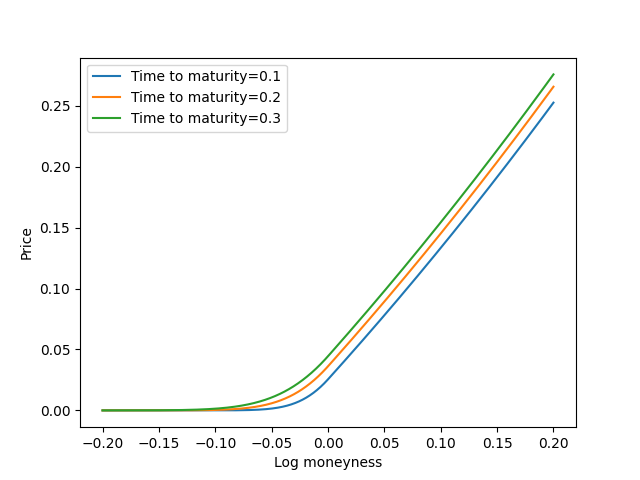 Time to maturity=0.1
Time to maturity=0.2
Time to maturity=0.3
0.25
0.20
0.15
0.10
0.05
0.00
Price
−0.20 −0.15 −0.10 −0.05 0.00 0.05 0.10 0.15 0.20
Log moneyness